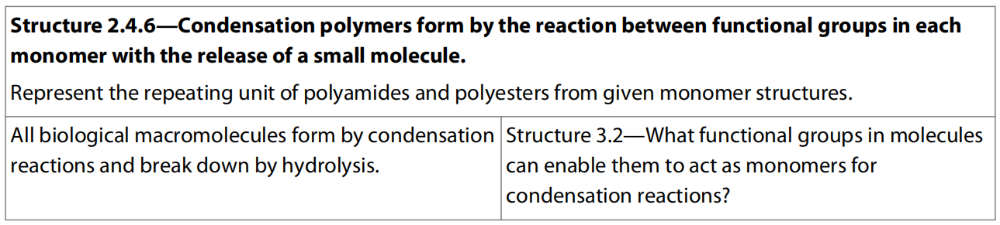 Structure 2.4.6—Condensation polymers form by the reaction between functional groups in each
monomer with the release of a small molecule.
Represent the repeating unit of polyamides and polyesters from given monomer structures.
All biological macromolecules form by condensation
reactions and break down by hydrolysis.
Structure 3.2—What functional groups in molecules
can enable them to act as monomers for
condensation reactions?